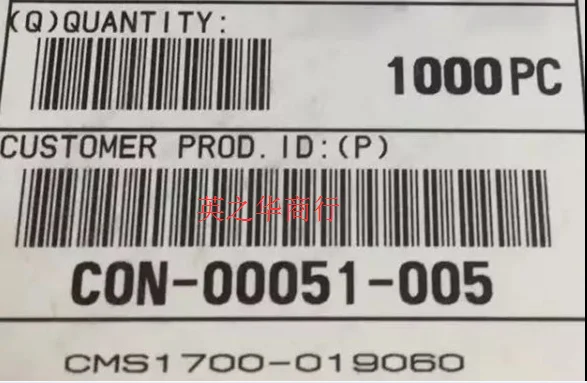 (Q)QUANTITY:
1000PC
CUSTOMER PROD. ID:(P)
英之华商行
CON-00051-005
CMS1700-019060